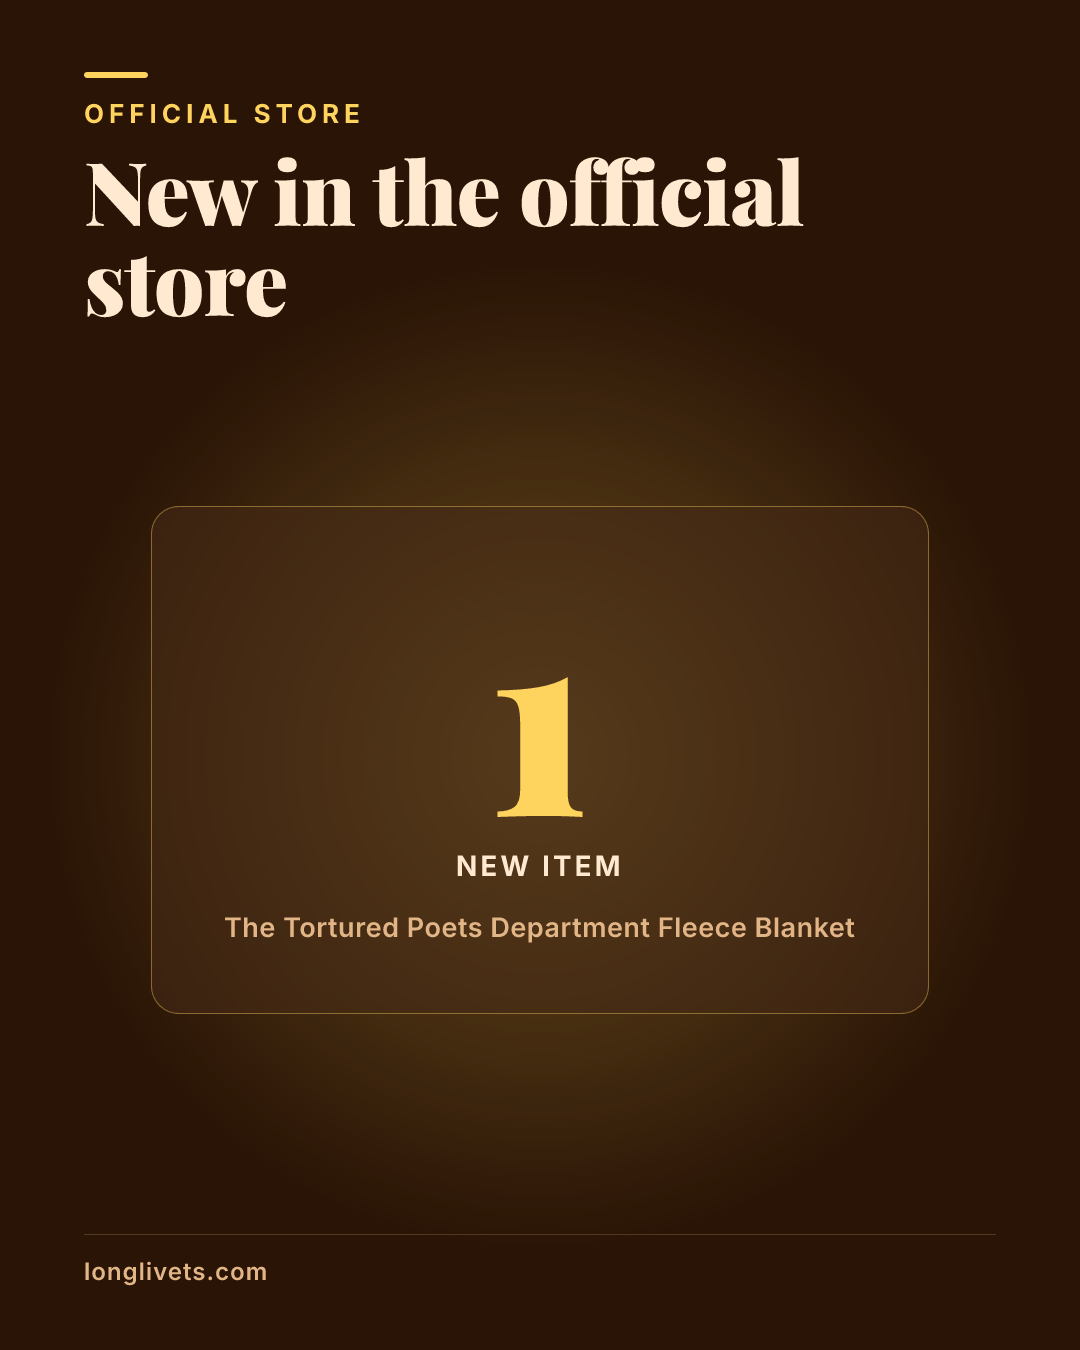 OFFICIAL STORE
New in the official
store
1
NEW ITEM
The Tortured Poets Department Fleece Blanket
longlivets.com